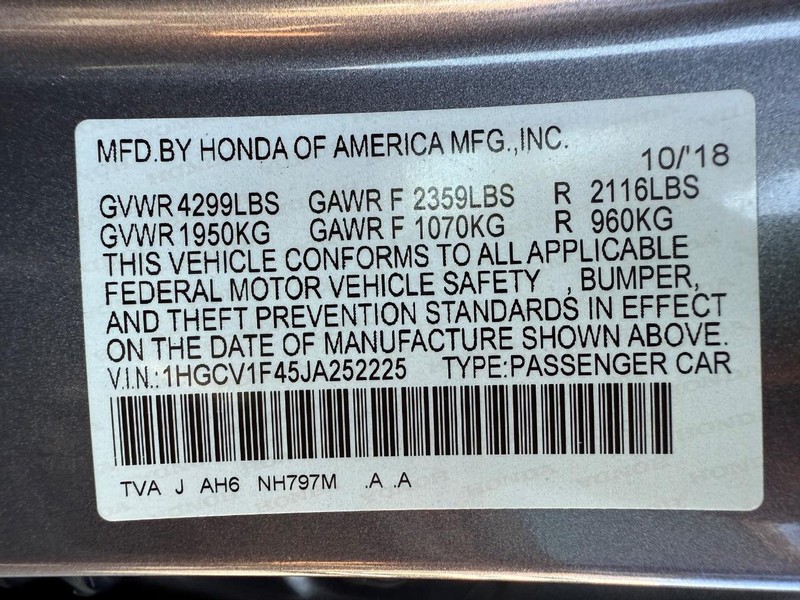 MFD.BY HONDA OF AMERICA MFG.,INC.
10/'18
GVWR 4299LBS GAWR F 2359LBS R 2116LBS
GVWR 1950KG GAWR F 1070KG R 960KG
THIS VEHICLE CONFORMS TO ALL APPLICABLE
FEDERAL MOTOR VEHICLE SAFETY , BUMPER,
AND THEFT PREVENTION STANDARDS IN EFFECT
ON THE DATE OF MANUFACTURE SHOWN ABOVE.
V.I.N.:1HGCV1F45JA252225 TYPE:PASSENGER CAR
TVA J AH6 NH797M .A .A